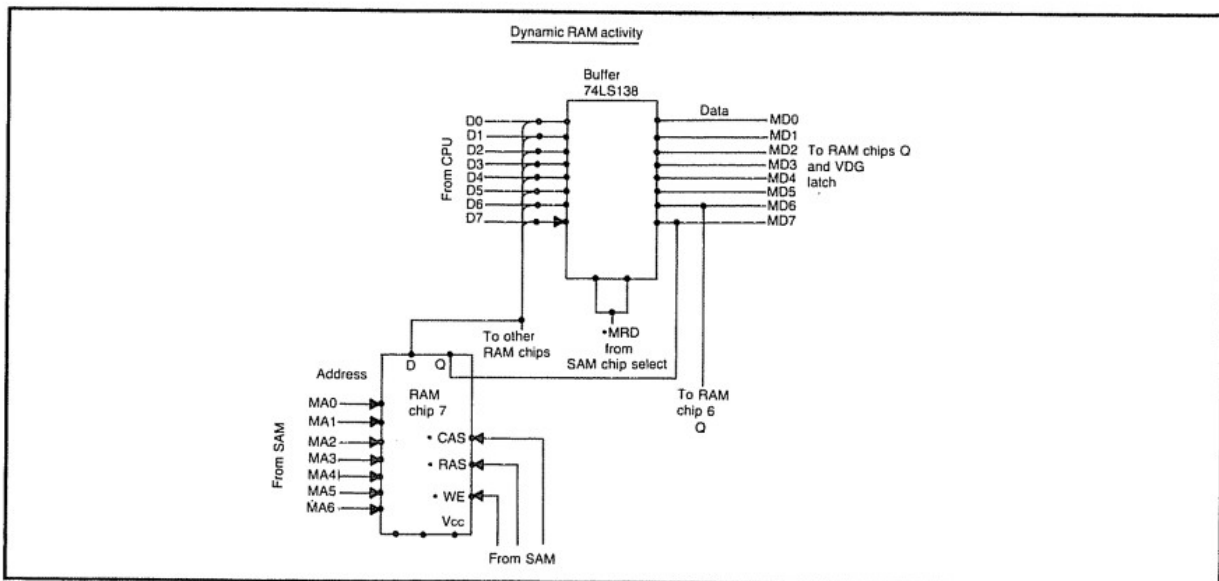 Dynamic RAM activity
Buffer
74LS138
Data
From CPU
D0
D1
D2
D3
D4
D5
D6
D7
MD0
MD1
MD2
MD3
MD4
MD5
MD6
MD7
To RAM chips Q
and VDG
latch
•MRD
from
SAM chip select
To other
RAM chips
To RAM
chip 6
Q
Address
From SAM
MA0
MA1
MA2
MA3
MA4
MA5
MA6
D
Q
RAM
chip 7
• CAS
• RAS
• WE
Vcc
From SAM